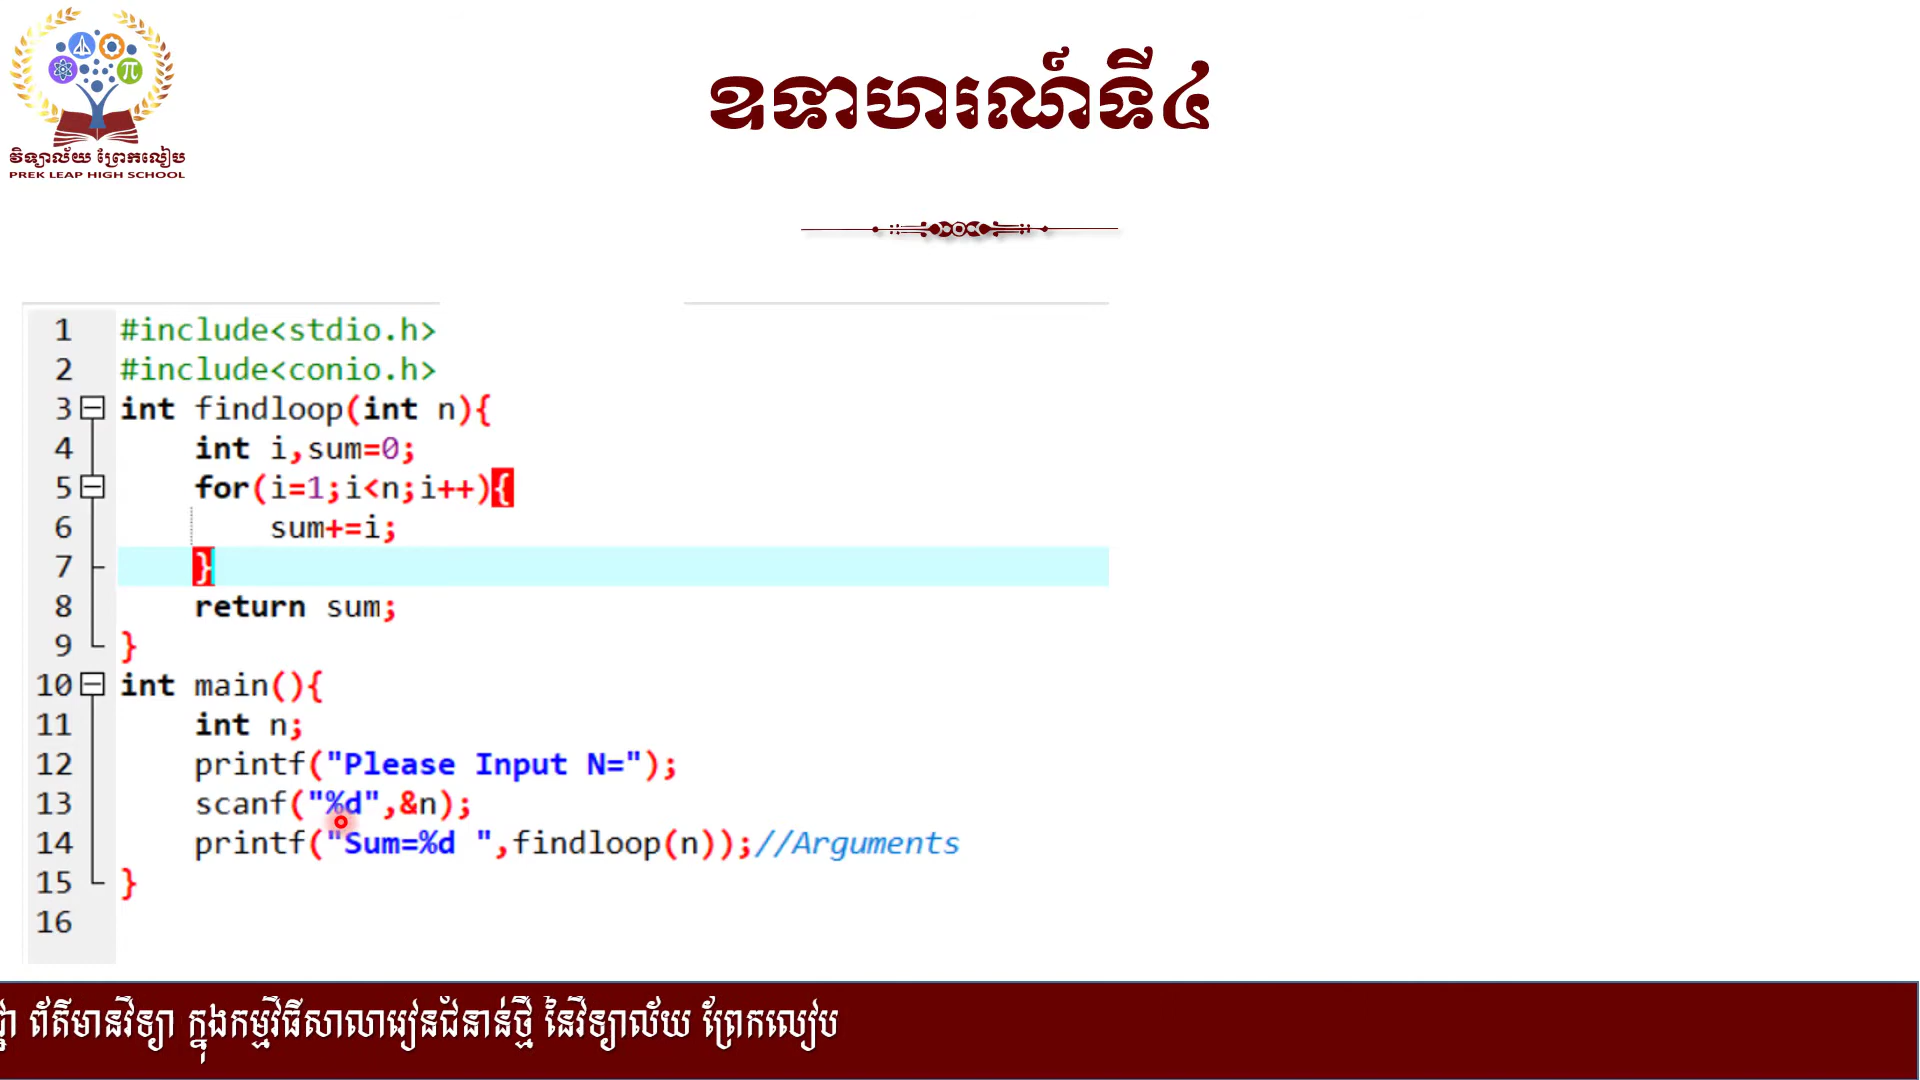 វិទ្យាល័យ ព្រែកលៀប
PREK LEAP HIGH SCHOOL
ឧទាហរណ៍ទី៤
1 #include<stdio.h>
2 #include<conio.h>
3 int findloop(int n){
4 int i,sum=0;
5 for(i=1;i<n;i++){
6 sum+=i;
7 }
8 return sum;
9 }
10 int main(){
11 int n;
12 printf("Please Input N=");
13 scanf("%d",&n);
14 printf("Sum=%d ",findloop(n));//Arguments
15 }
16
ព័ត៌មានវិទ្យា ក្នុងកម្មវិធីសាលារៀនជំនាន់ថ្មី នៃវិទ្យាល័យ ព្រែកលៀប